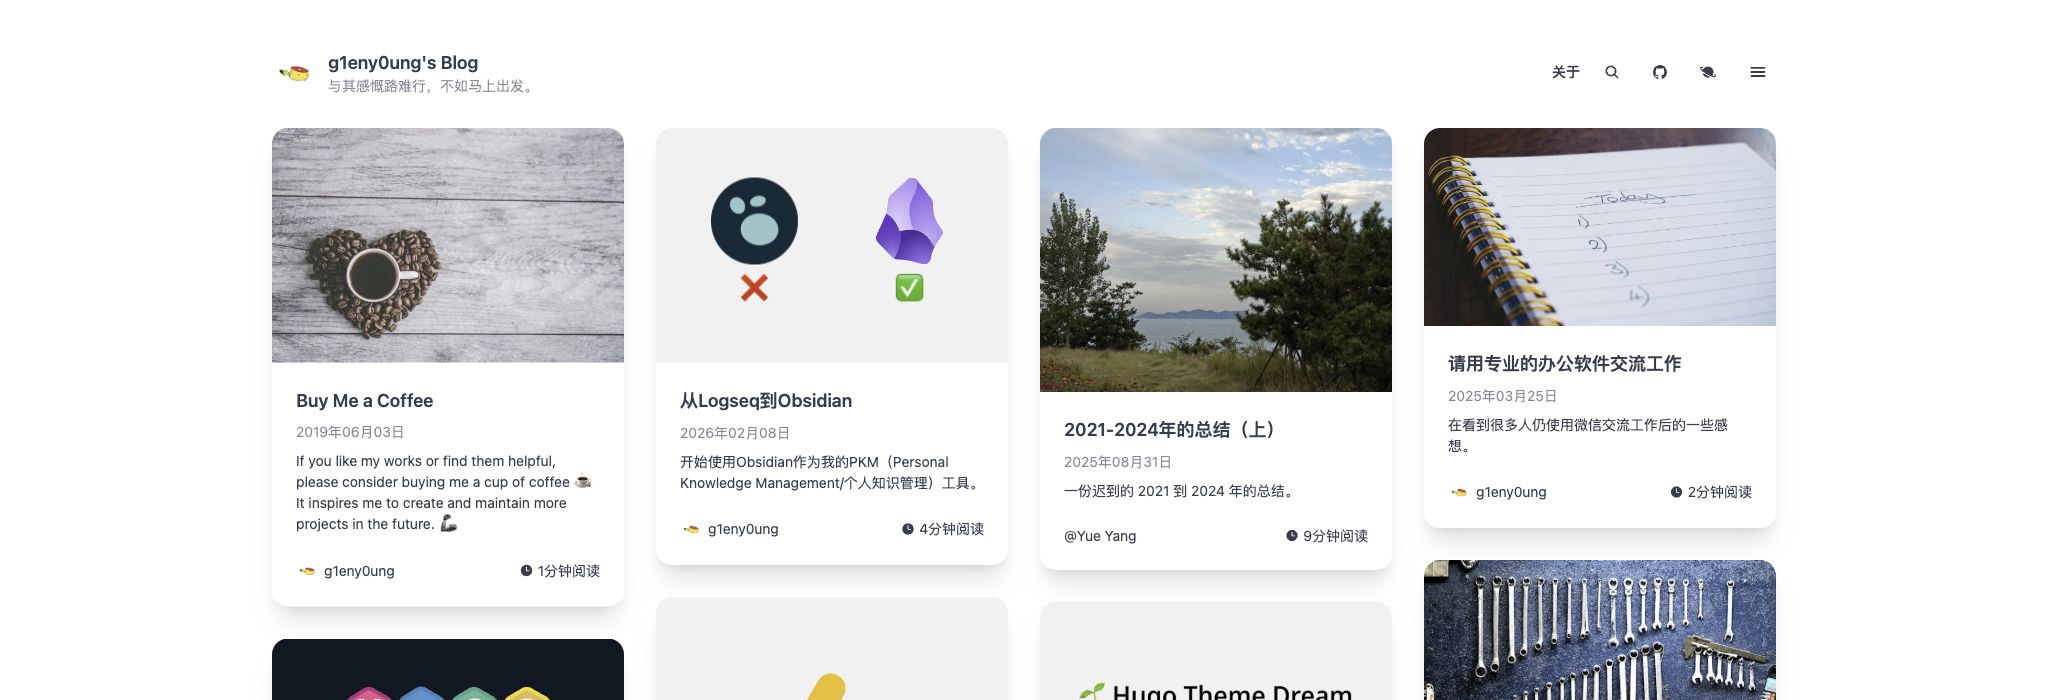 g1eny0ung's Blog
与其感慨路难行，不如马上出发。
关于
Buy Me a Coffee
2019年06月03日
If you like my works or find them helpful,
please consider buying me a cup of coffee ☕
It inspires me to create and maintain more
projects in the future. 💪
g1eny0ung
1分钟阅读
从Logseq到Obsidian
2026年02月08日
开始使用Obsidian作为我的PKM（Personal
Knowledge Management/个人知识管理）工具。
g1eny0ung
4分钟阅读
2021-2024年的总结（上）
2025年08月31日
一份迟到的 2021 到 2024 年的总结。
@Yue Yang
9分钟阅读
Hugo Theme Dream
Today
1)
2)
3)
4)
请用专业的办公软件交流工作
2025年03月25日
在看到很多人仍使用微信交流工作后的一些感
想。
g1eny0ung
2分钟阅读